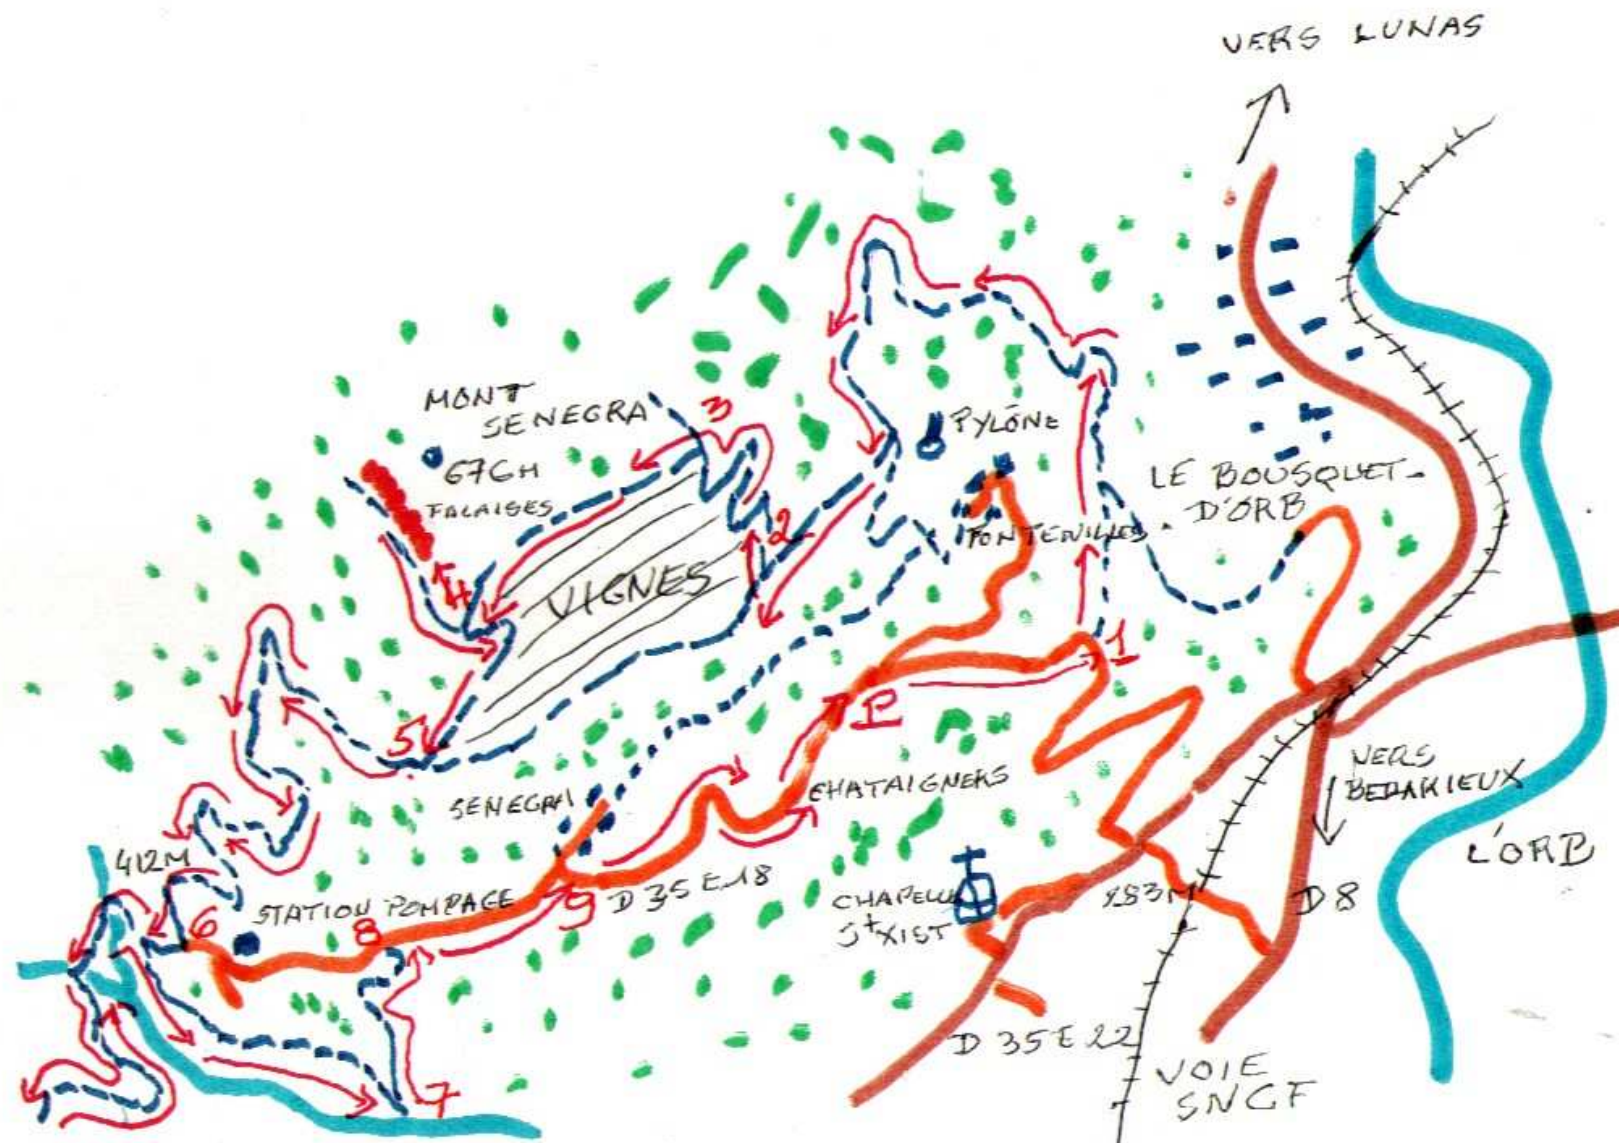 VERS LUNAS
MONT
SENEGRA
676M
FALAISES
3
PYLÔNE
LE BOUSQUET-
D'ORB
2
FONTENILLES
VIGNES
4
1
5
P
SENEGRA
CHATAIGNERS
VERS
BEDARIEUX
L'ORB
412M
STATION POMPAGE
6
8
9
D 35 E 18
CHAPELLE
St XIST
283M
D8
D 35 E 22
7
VOIE
SNCF